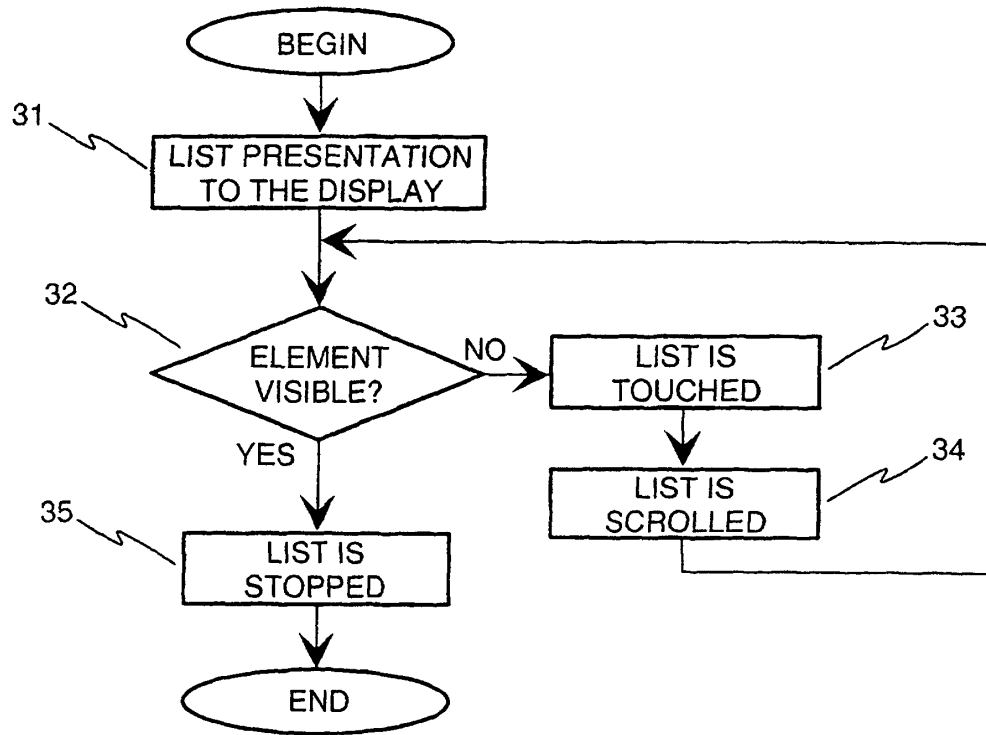 BEGIN
31
LIST PRESENTATION
TO THE DISPLAY
32
ELEMENT
VISIBLE?
NO
33
LIST IS
TOUCHED
YES
34
LIST IS
SCROLLED
35
LIST IS
STOPPED
END